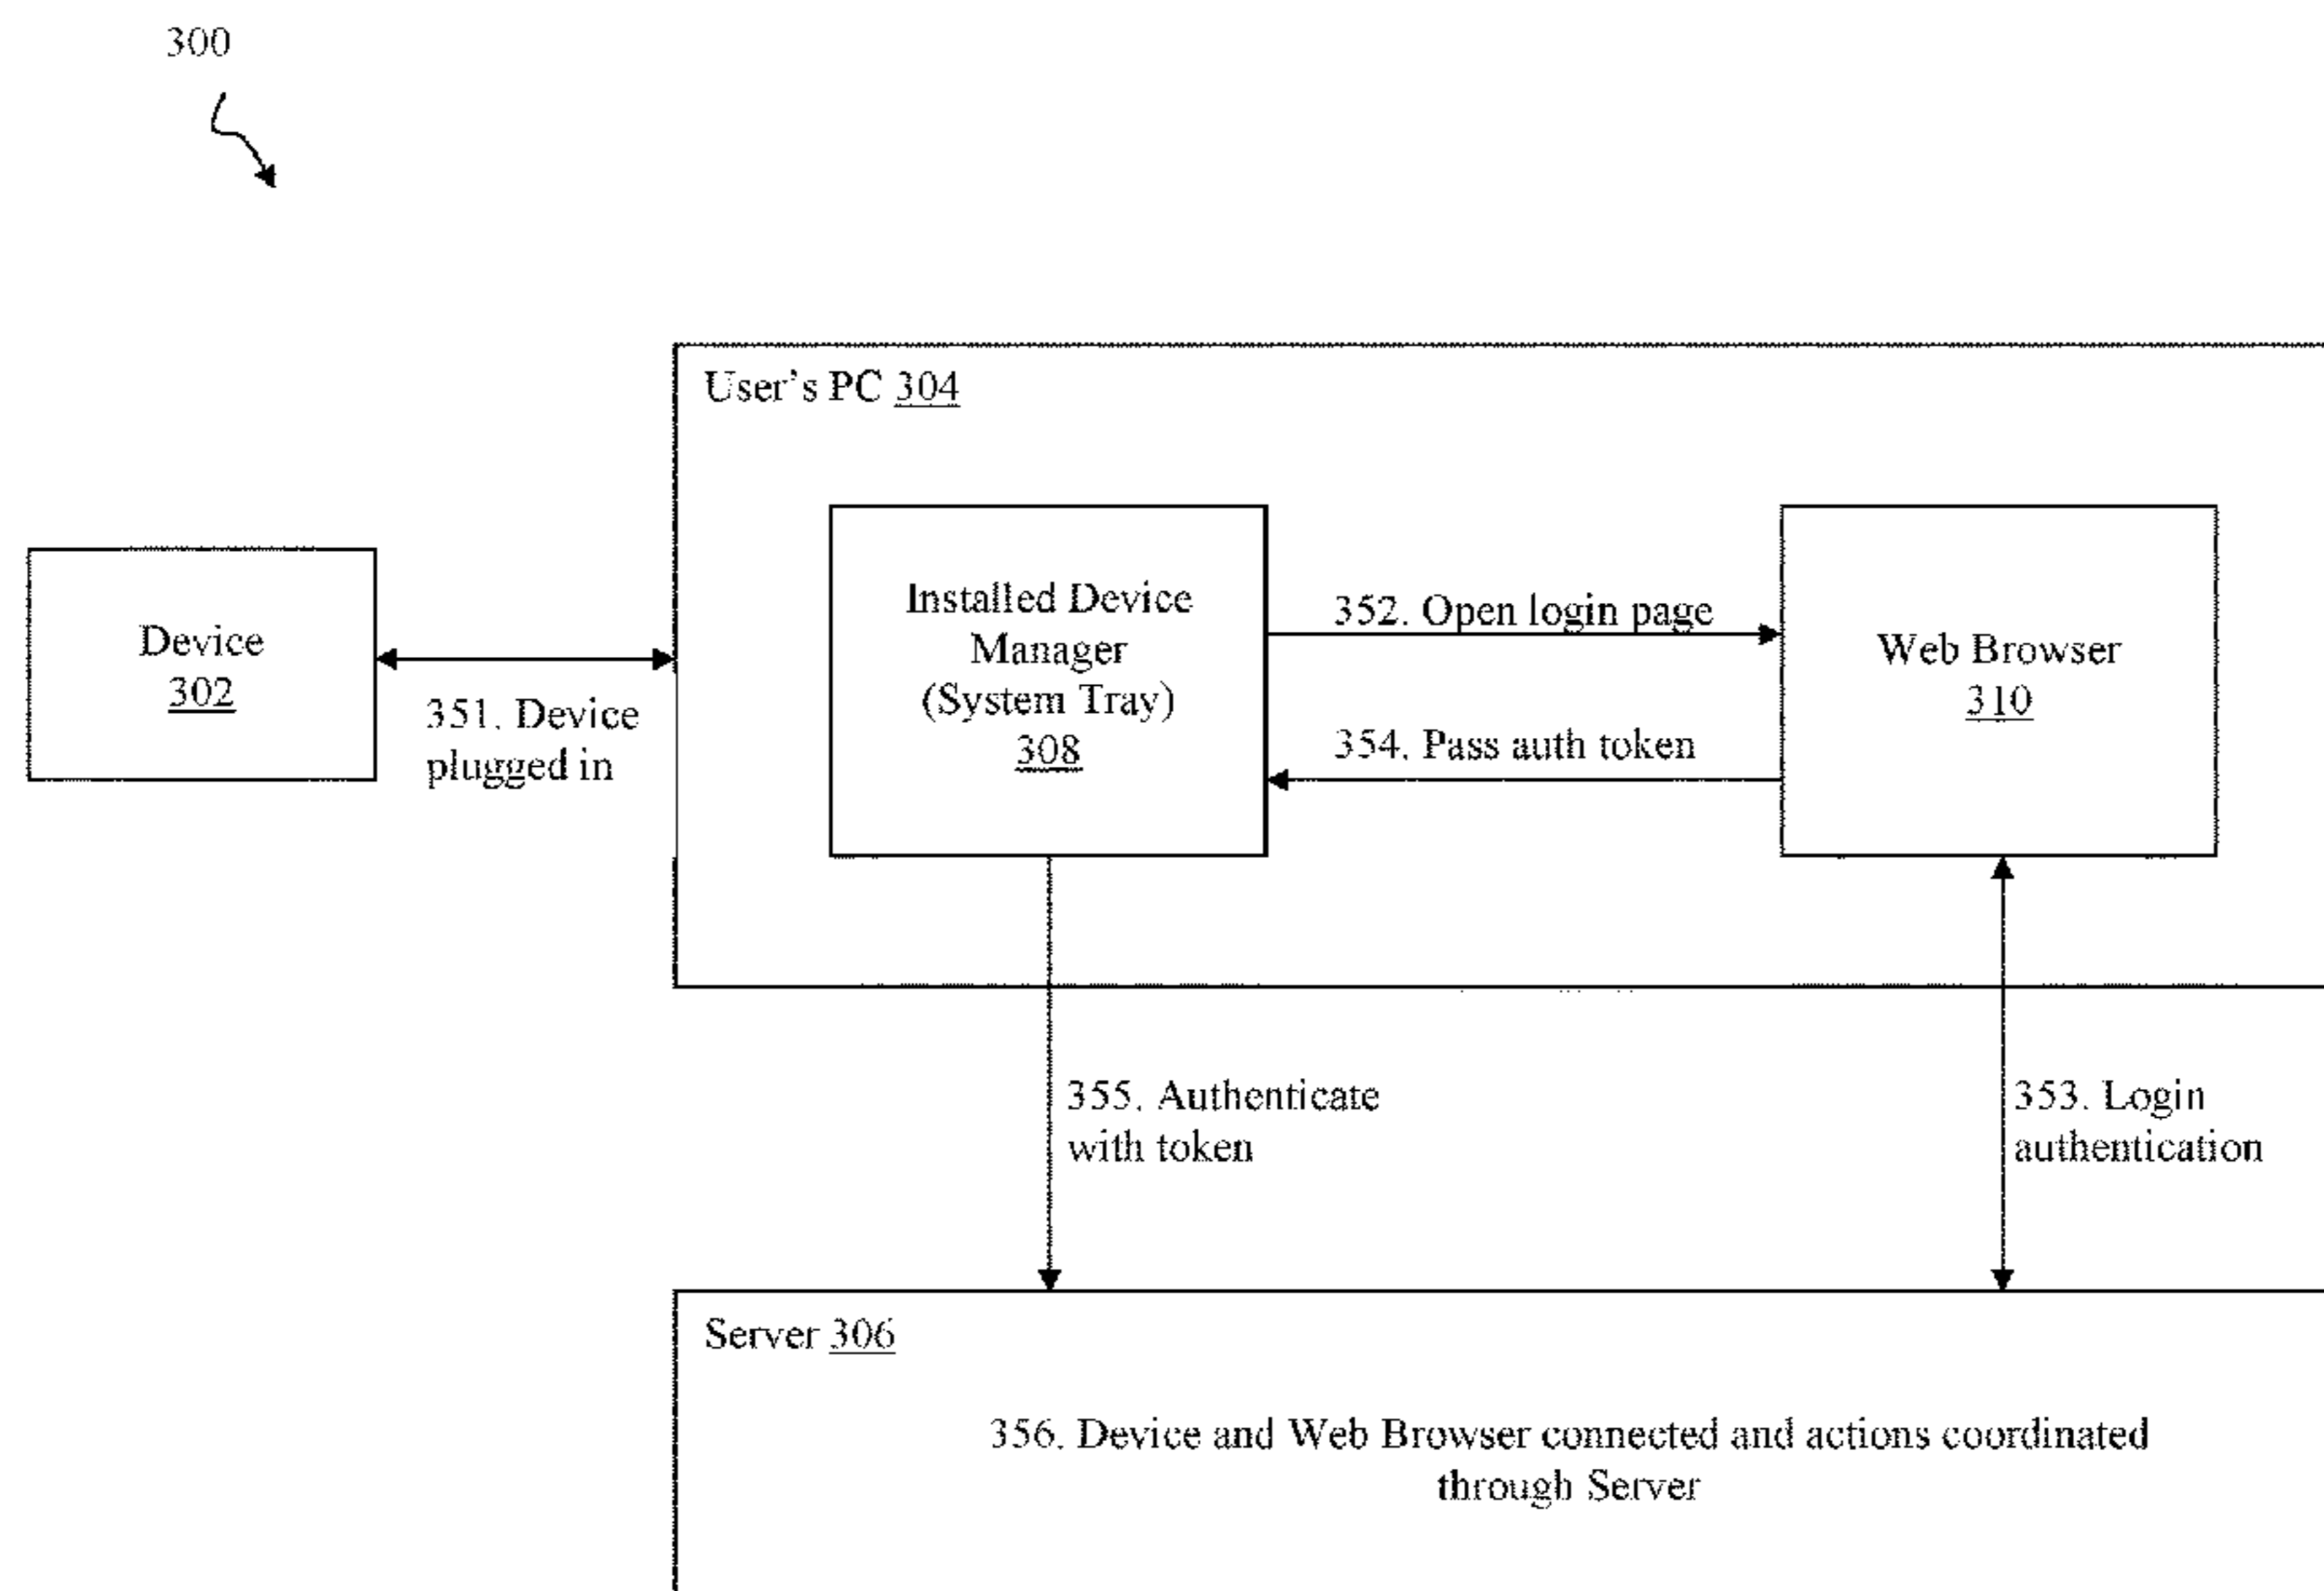 300
User's PC 304
Device
302
351. Device
plugged in
Installed Device
Manager
(System Tray)
308
352. Open login page
354. Pass auth token
Web Browser
310
355. Authenticate
with token
353. Login
authentication
Server 306
356. Device and Web Browser connected and actions coordinated
through Server